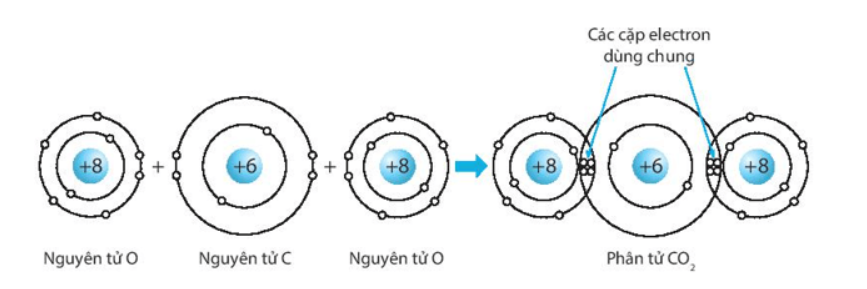 Các cặp electron
dùng chung
+8 + +6 + +8 +8 +6 +8
Nguyên tử O Nguyên tử C Nguyên tử O Phân tử CO₂